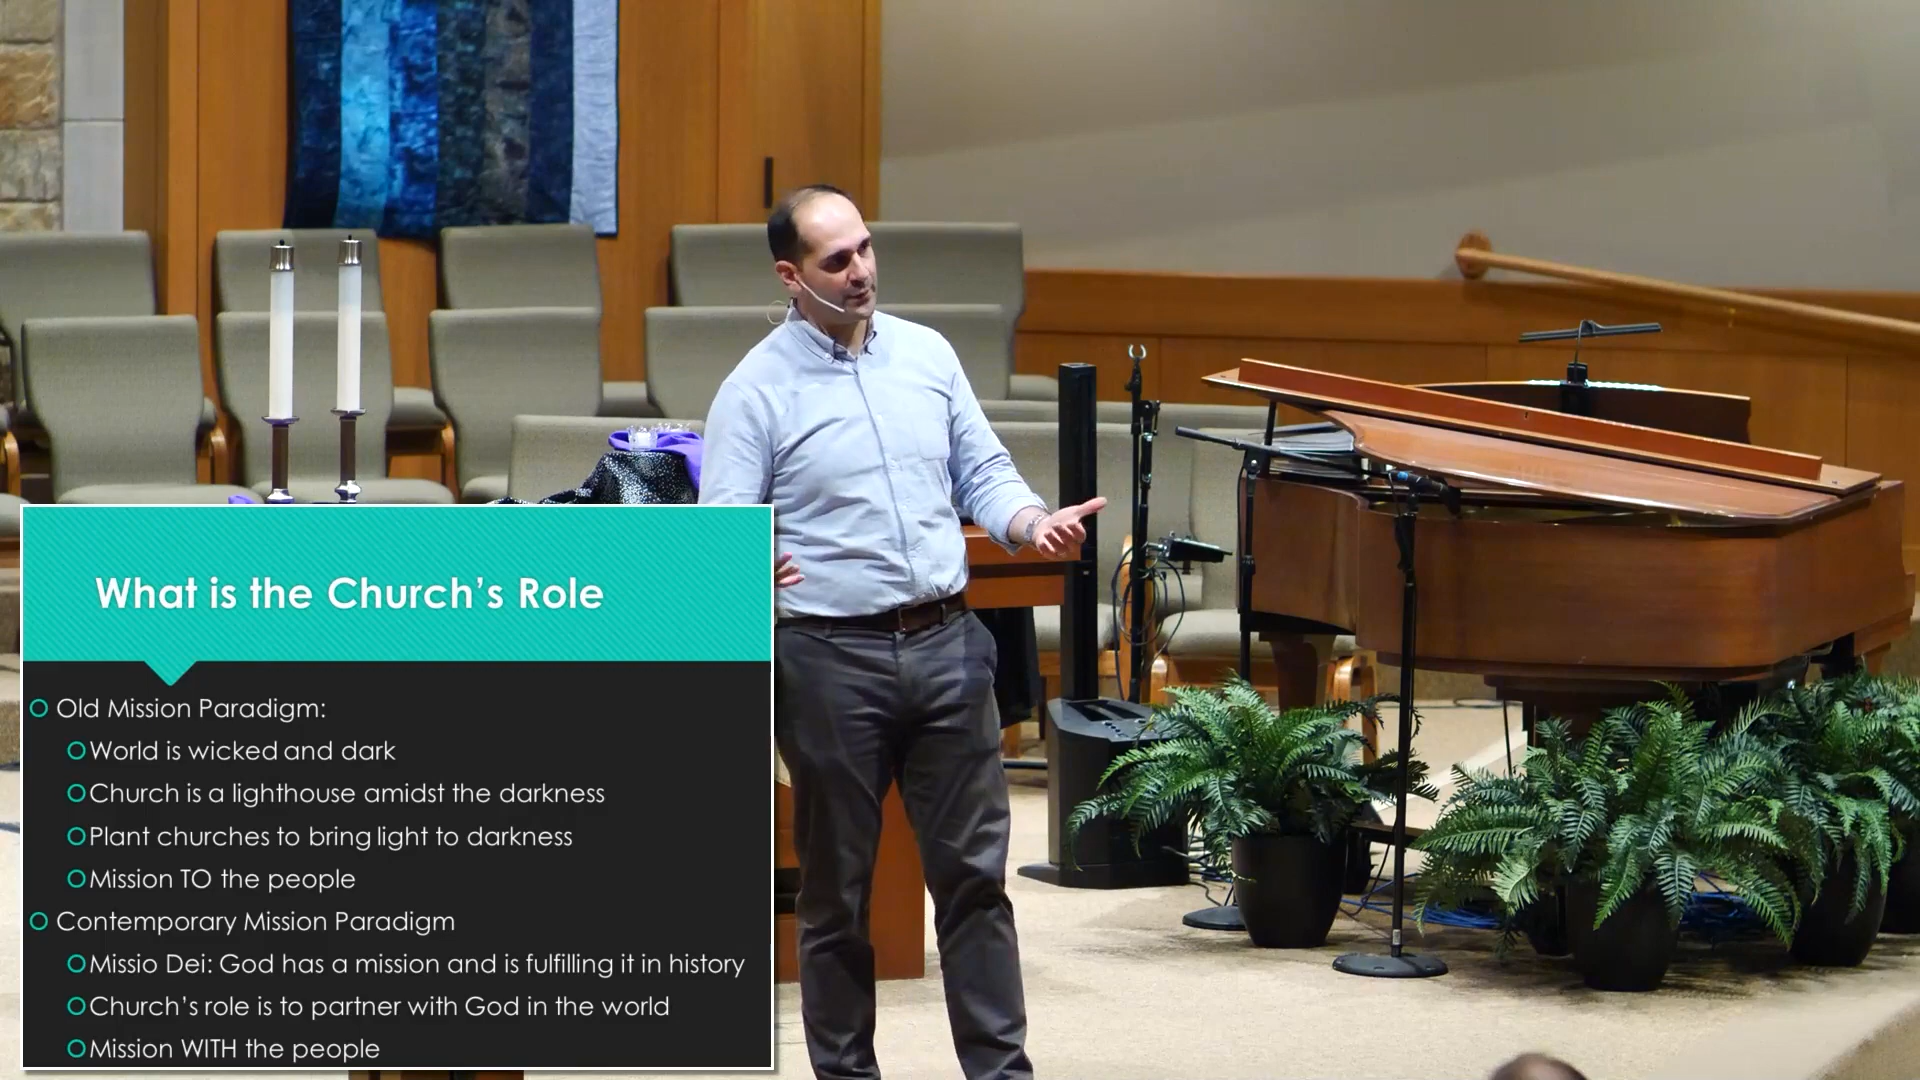 What is the Church’s Role
Old Mission Paradigm:
World is wicked and dark
Church is a lighthouse amidst the darkness
Plant churches to bring light to darkness
Mission TO the people
Contemporary Mission Paradigm
Missio Dei: God has a mission and is fulfilling it in history
Church’s role is to partner with God in the world
Mission WITH the people